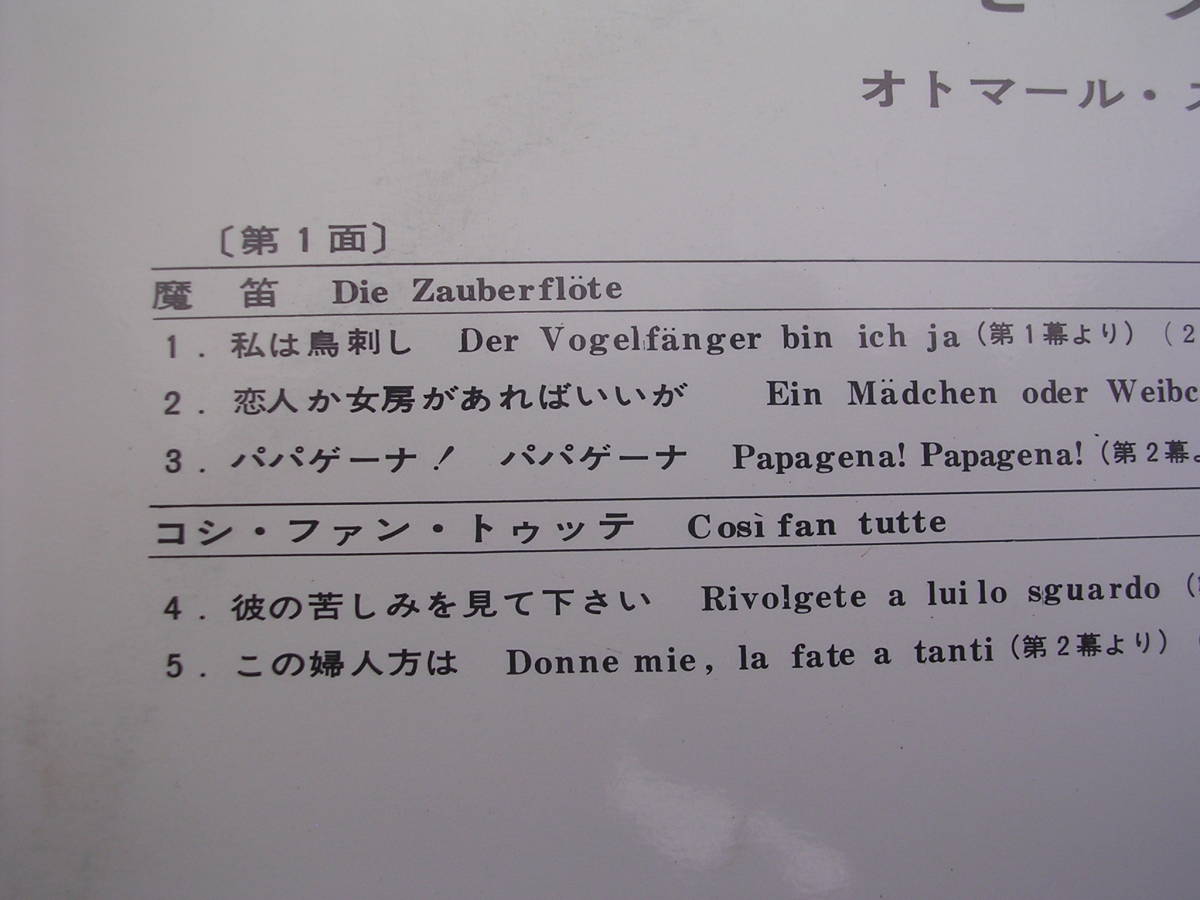 オトマール・
〔第1面〕
魔 笛 Die Zauberflöte
1. 私は鳥刺し Der Vogelfänger bin ich ja (第1幕より) (2
2. 恋人か女房があればいいが Ein Mädchen oder Weibc
3. パパゲーナ! パパゲーナ Papagena! Papagena! (第2幕よ
コシ・ファン・トゥッテ Così fan tutte
4. 彼の苦しみを見て下さい Rivolgete a lui lo sguardo (
5. この婦人方は Donne mie, la fate a tanti (第2幕より) (